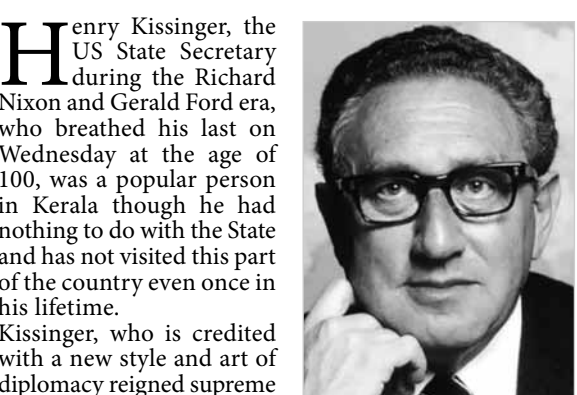 Henry Kissinger, the
US State Secretary
during the Richard
Nixon and Gerald Ford era,
who breathed his last on
Wednesday at the age of
100, was a popular person
in Kerala though he had
nothing to do with the State
and has not visited this part
of the country even once in
his lifetime.
Kissinger, who is credited
with a new style and art of
diplomacy reigned supreme